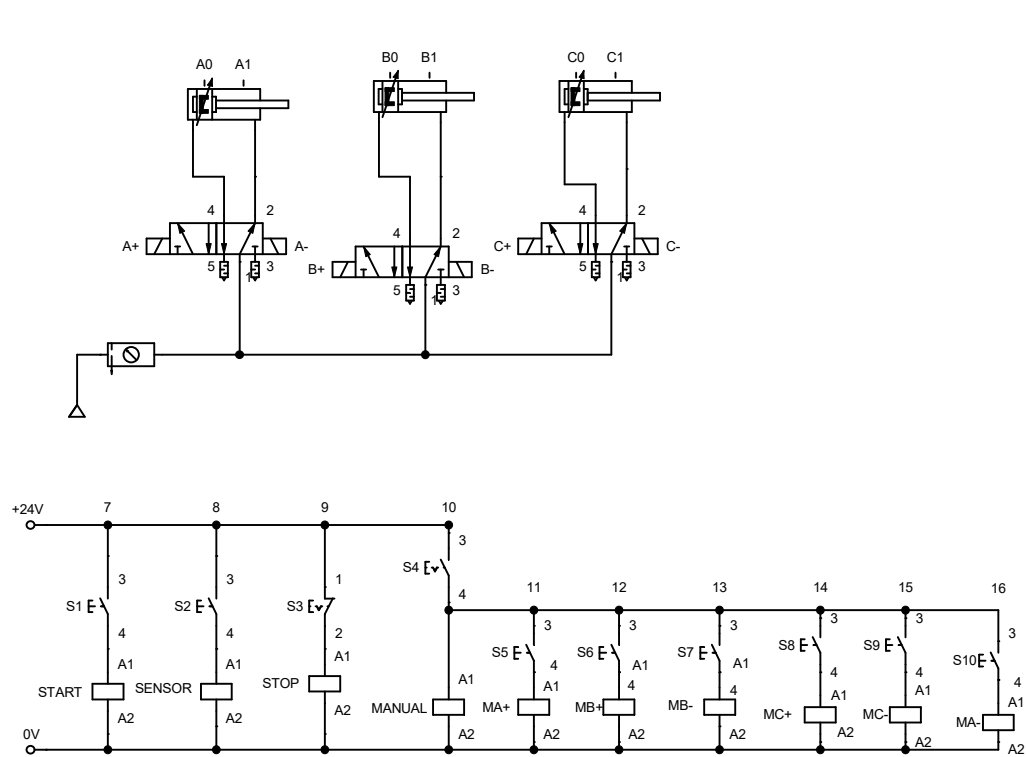 A0 A1 B0 B1 C0 C1
4 2 4 2 4 2
A+ A- B+ B- C+ C-
5 1 3 5 1 3 5 1 3
+24V 7 8 9 10
3
S4
4
11 12 13 14 15 16
3 3 1
S1 S2 S3
4 4 2
3 3 3 3 3 3
S5 S6 S7 S8 S9 S10
4 A1 A1 4 4 4
A1 A1 A1 A1 A1 4 4 A1 A1 A1
START SENSOR STOP MANUAL MA+ MB+ MB- MC+ MC- MA-
A2 A2 A2 A2 A2 A2 A2 A2 A2 A2
0V